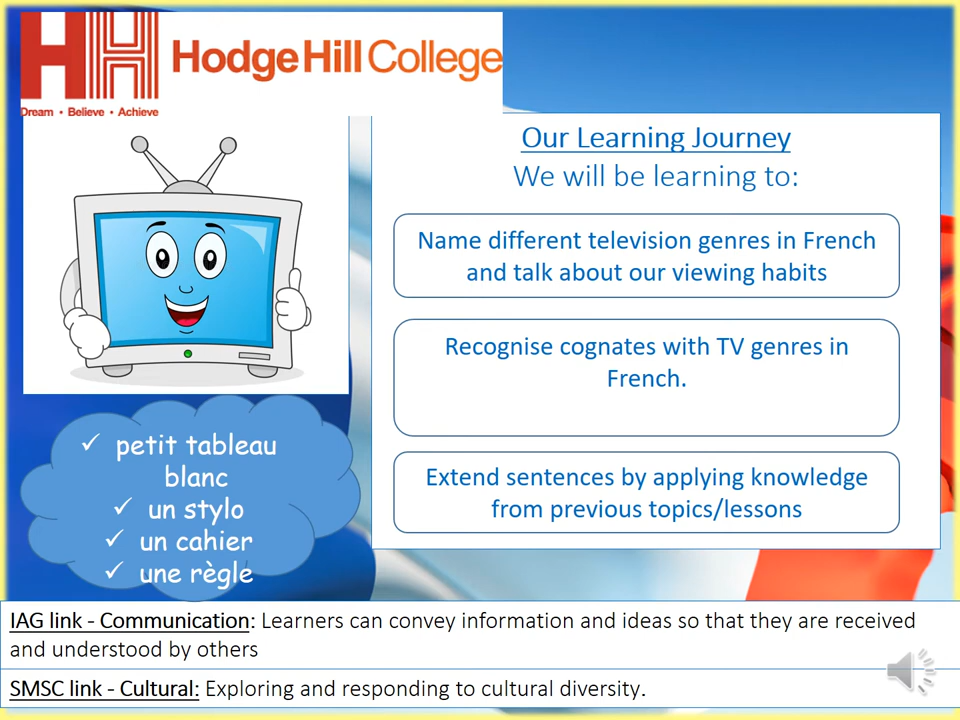 HH Hodge Hill College
Dream • Believe • Achieve
Our Learning Journey
We will be learning to:
Name different television genres in French
and talk about our viewing habits
Recognise cognates with TV genres in
French.
Extend sentences by applying knowledge
from previous topics/lessons
✓ petit tableau
blanc
✓ un stylo
✓ un cahier
✓ une règle
IAG link - Communication: Learners can convey information and ideas so that they are received
and understood by others
SMSC link - Cultural: Exploring and responding to cultural diversity.